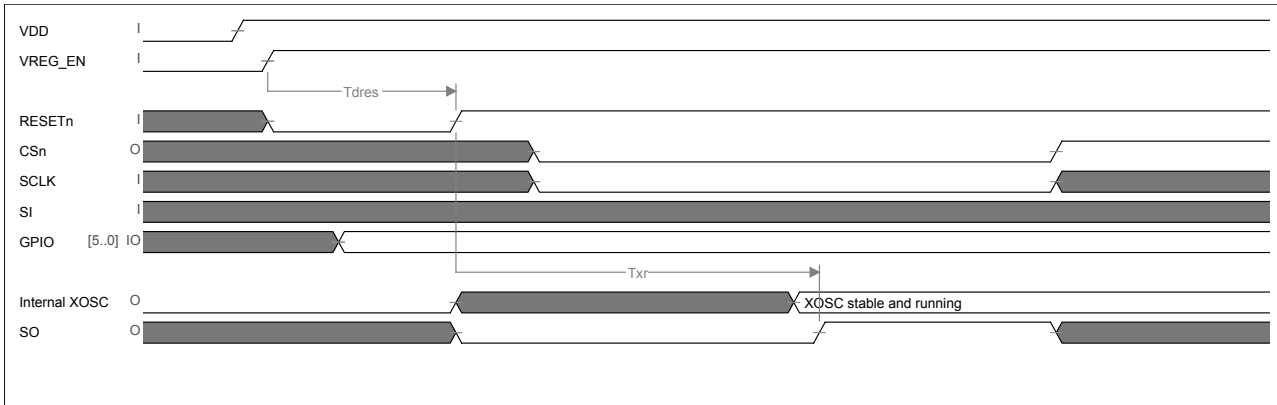 VDD I
VREG_EN I
Tdres
RESETn I
CSn O
SCLK I
SI I
GPIO [5..0] IO
Txr
Internal XOSC O XOSC stable and running
SO O